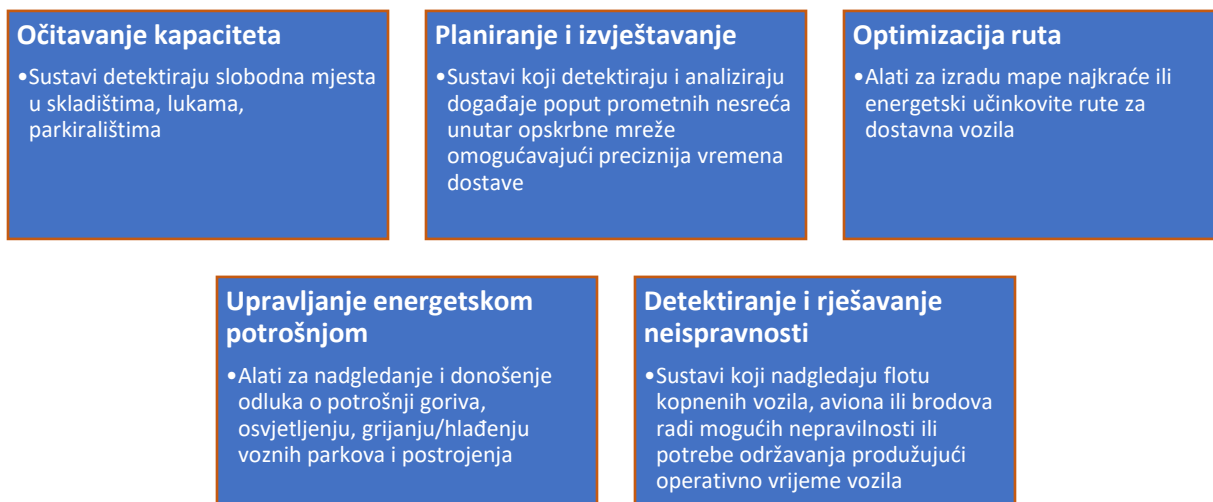 Očitavanje kapaciteta
•Sustavi detektiraju slobodna mjesta
u skladištima, lukama,
parkiralištima
Planiranje i izvještavanje
•Sustavi koji detektiraju i analiziraju
događaje poput prometnih nesreća
unutar opskrbne mreže
omogućavajući preciznija vremena
dostave
Optimizacija ruta
•Alati za izradu mape najkraće ili
energetski učinkovite rute za
dostavna vozila
Upravljanje energetskom
potrošnjom
•Alati za nadgledanje i donošenje
odluka o potrošnji goriva,
osvjetljenju, grijanju/hlađenju
voznih parkova i postrojenja
Detektiranje i rješavanje
neispravnosti
•Sustavi koji nadgledaju flotu
kopnenih vozila, aviona ili brodova
radi mogućih nepravilnosti ili
potrebe održavanja produžujući
operativno vrijeme vozila